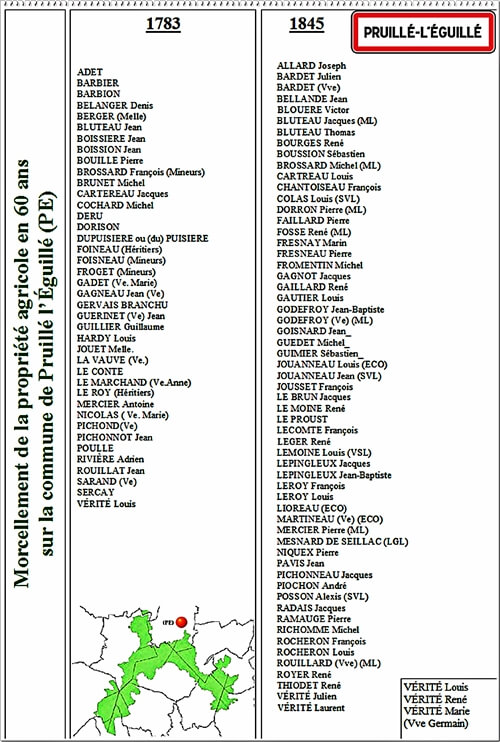 Morcellement de la propriété agricole en 60 ans
sur la commune de Pruillé l'Éguillé (PE)
1783
ADET
BARBIER
BARBION
BELANGER Denis
BERGER (Melle)
BLUTEAU Jean
BOISSIERE Jean
BOISSION Jean
BOUILLE Pierre
BROSSARD François (Mineurs)
BRUNET Michel
CARTEREAU Jacques
COCHARD Michel
DERU
DORISON
DUPUISIERE ou (du) PUISIERE
FOINEAU (Héritiers)
FOISNEAU (Mineurs)
FROGET (Mineurs)
GADET (Ve. Marie)
GAGNEAU Jean (Ve)
GERVAIS BRANCHU
GUERINET (Ve) Jean
GUILLIER Guillaume
HARDY Louis
JOUET Melle.
LA VAUVE (Ve.)
LE CONTE
LE MARCHAND (Ve.Anne)
LE ROY (Héritiers)
MERCIER Antoine
NICOLAS ( Ve. Marie)
PICHOND(Ve)
PICHONNOT Jean
POULLE
RIVIÈRE Adrien
ROUILLAT Jean
SARAND (Ve)
SERCAY
VÉRITÉ Louis
(PE)
1845
PRUILLÉ-L'ÉGUILLÉ
ALLARD Joseph
BARDET Julien
BARDET (Vve)
BELLANDE Jean
BLOUERE Victor
BLUTEAU Jacques (ML)
BLUTEAU Thomas
BOURGES René
BOUSSION Sébastien
BROSSARD Michel (ML)
CARTREAU Louis
CHANTOISEAU François
COLAS Louis (SVL)
DORRON Pierre (ML)
FAILLARD Pierre
FOSSE René (ML)
FRESNAY Marin
FRESNEAU Pierre
FROMENTIN Michel
GAGNOT Jacques
GAILLARD René
GAUTIER Louis
GODEFROY Jean-Baptiste
GODEFROY (Ve) (ML)
GOISNARD Jean_
GUEDET Michel_
GUIMIER Sébastien_
JOUANNEAU Louis (ECO)
JOUANNEAU Jean (SVL)
JOUSSET François
LE BRUN Jacques
LE MOINE René
LE PROUST
LECOMTE François
LEGER René
LEMOINE Louis (VSL)
LEPINGLEUX Jacques
LEPINGLEUX Jean-Baptiste
LEROY François
LEROY Louis
LIOREAU (ECO)
MARTINEAU (Ve) (ECO)
MERCIER Pierre (ML)
MESNARD DE SEILLAC (LGL)
NIQUEX Pierre
PAVIS Jean
PICHONNEAU Jacques
PIOCHON André
POSSON Alexis (SVL)
RADAIS Jacques
RAMAUGE Pierre
RICHOMME Michel
ROCHERON François
ROCHERON Louis
ROUILLARD (Vve) (ML)
ROYER René
THIODET René
VÉRITÉ Julien
VÉRITÉ Laurent
VÉRITÉ Louis
VÉRITÉ René
VÉRITÉ Marie
(Vve Germain)